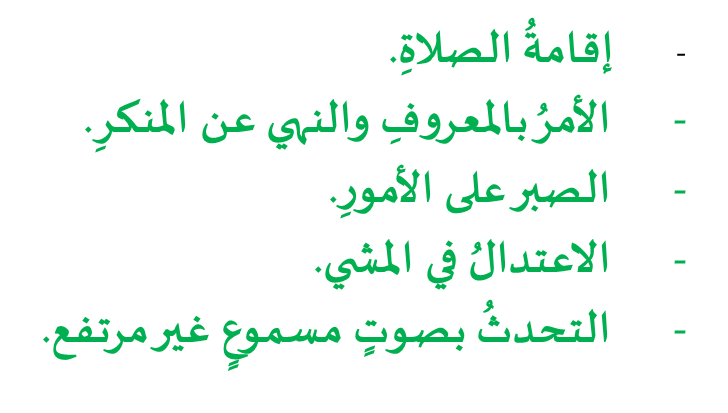 - إقامةُ الصلاةِ.
- الأمرُ بالمعروفِ والنهي عن المنكرِ.
- الصبر على الأمورِ.
- الاعتدالُ في المشي.
- التحدثُ بصوتٍ مسموعٍ غير مرتفع.